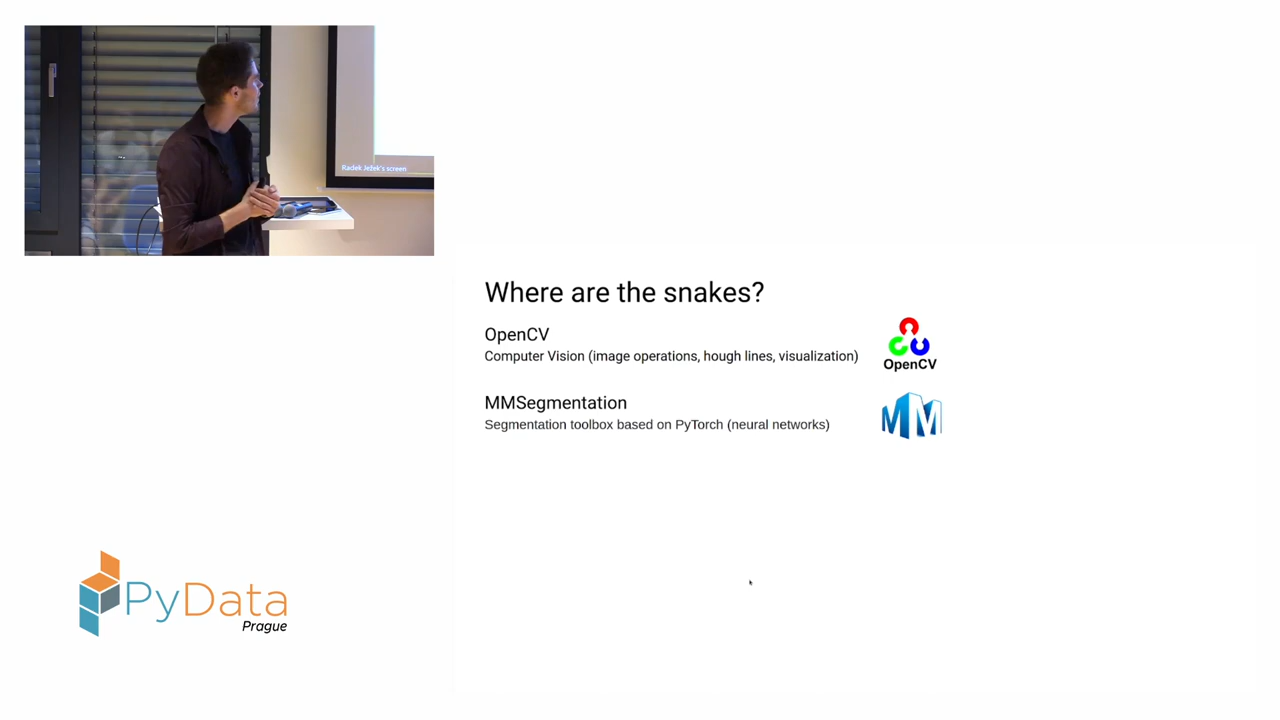 Radek Ježek's screen
Where are the snakes?
OpenCV
Computer Vision (image operations, hough lines, visualization)
OpenCV
MMSegmentation
Segmentation toolbox based on PyTorch (neural networks)
MM
PyData
Prague